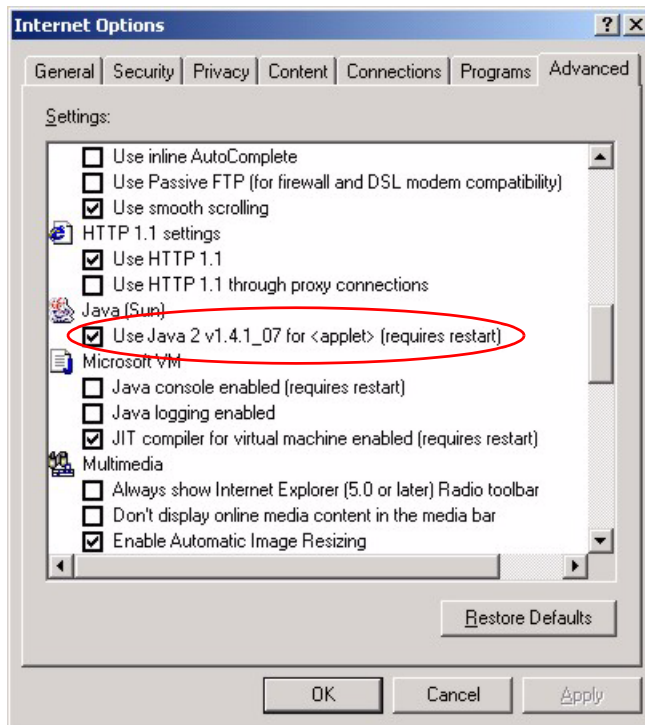 Internet Options
General Security Privacy Content Connections Programs Advanced
Settings:
Use inline AutoComplete
Use Passive FTP (for firewall and DSL modem compatibility)
Use smooth scrolling
HTTP 1.1 settings
Use HTTP 1.1
Use HTTP 1.1 through proxy connections
Java (Sun)
Use Java 2 v1.4.1_07 for <applet> (requires restart)
Microsoft VM
Java console enabled (requires restart)
Java logging enabled
JIT compiler for virtual machine enabled (requires restart)
Multimedia
Always show Internet Explorer (5.0 or later) Radio toolbar
Don't display online media content in the media bar
Enable Automatic Image Resizing
Restore Defaults
OK Cancel Apply